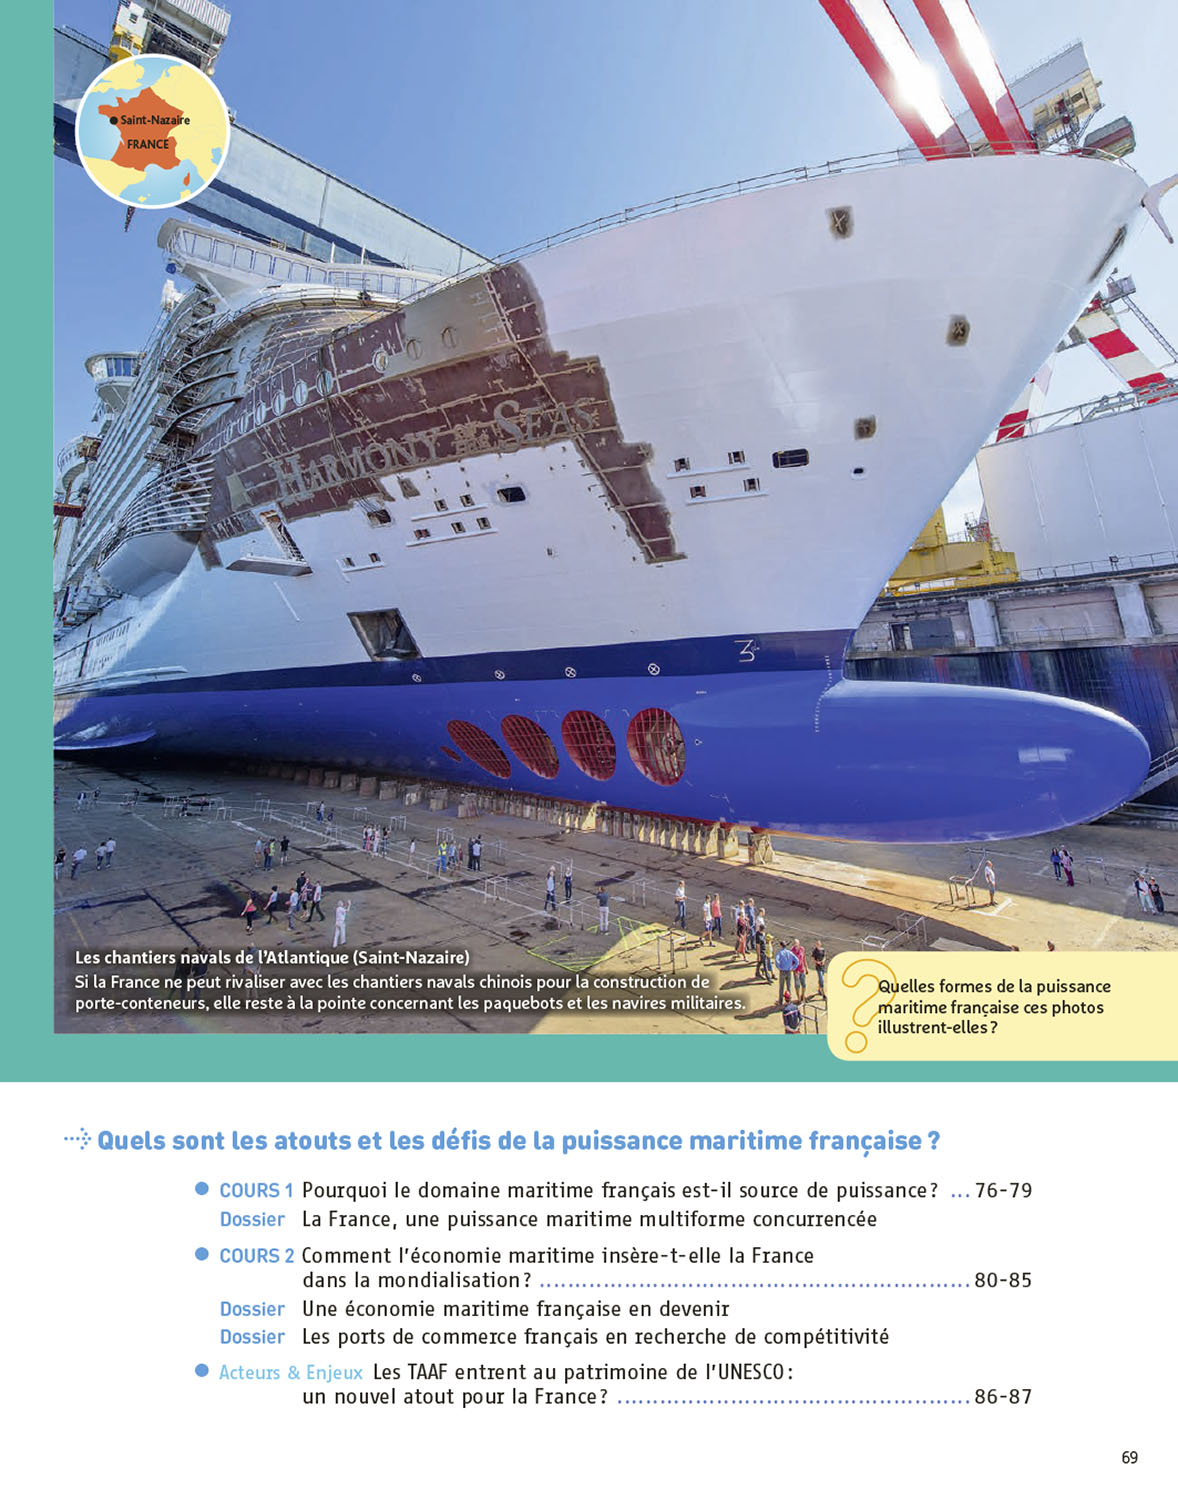 Saint-Nazaire
FRANCE
HARMONY OF THE SEAS
3
Les chantiers navals de l'Atlantique (Saint-Nazaire)
Si la France ne peut rivaliser avec les chantiers navals chinois pour la construction de
porte-conteneurs, elle reste à la pointe concernant les paquebots et les navires militaires.
?
Quelles formes de la puissance
maritime française ces photos
illustrent-elles ?
Quels sont les atouts et les défis de la puissance maritime française ?
● COURS 1 Pourquoi le domaine maritime français est-il source de puissance ? ... 76-79
Dossier La France, une puissance maritime multiforme concurrencée
● COURS 2 Comment l'économie maritime insère-t-elle la France
dans la mondialisation ? ............................................................ 80-85
Dossier Une économie maritime française en devenir
Dossier Les ports de commerce français en recherche de compétitivité
● Acteurs & Enjeux Les TAAF entrent au patrimoine de l'UNESCO :
un nouvel atout pour la France ? ................................................. 86-87
69